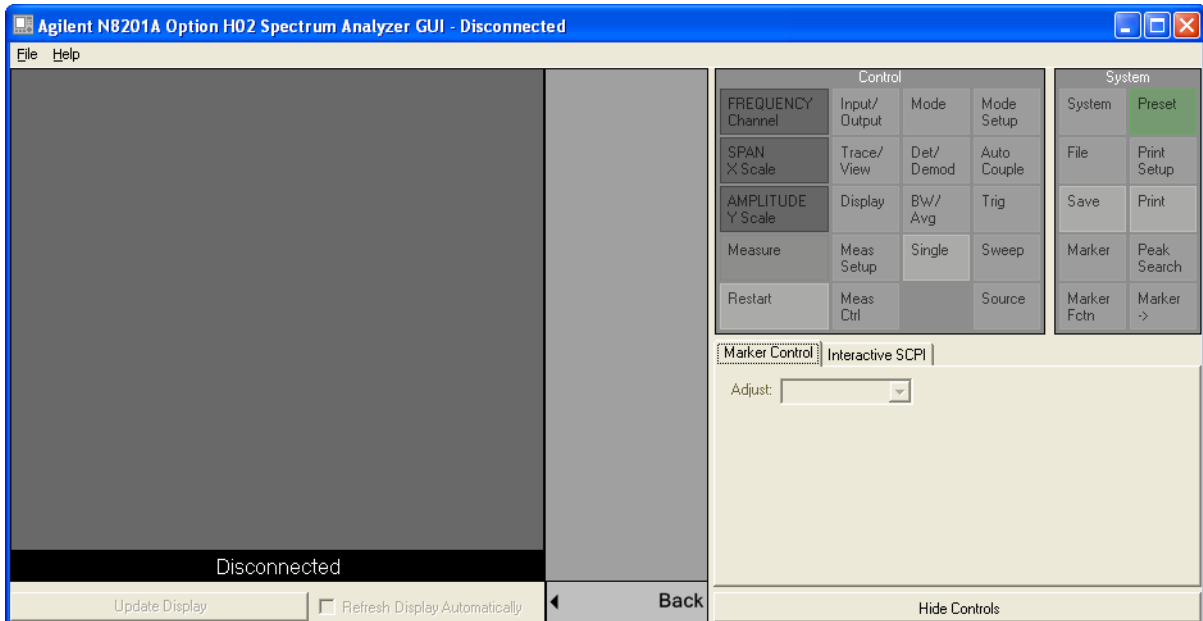 Agilent N8201A Option H02 Spectrum Analyzer GUI - Disconnected
File Help
Control
FREQUENCY
Channel
Input/
Output
Mode
Mode
Setup
SPAN
X Scale
Trace/
View
Det/
Demod
Auto
Couple
AMPLITUDE
Y Scale
Display
BW/
Avg
Trig
Measure
Meas
Setup
Single
Sweep
Restart
Meas
Ctrl
Source
System
System
Preset
File
Print
Setup
Save
Print
Marker
Peak
Search
Marker
Fctn
Marker
->
Marker Control
Interactive SCPI
Adjust:
Disconnected
Update Display
Refresh Display Automatically
Back
Hide Controls